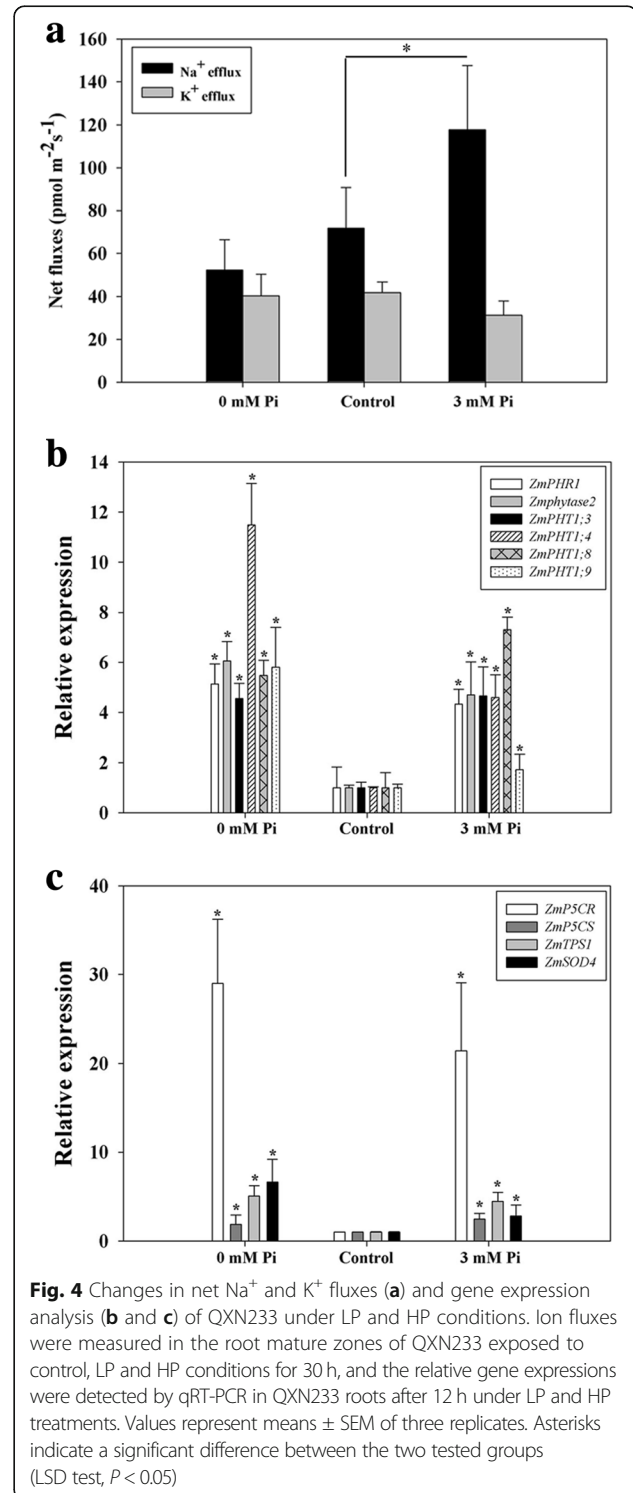 a
160
140
120
100
80
60
40
20
0
Net fluxes (pmol m⁻²s⁻¹)
Na⁺ efflux
K⁺ efflux
*
0 mM Pi Control 3 mM Pi
b
14
12
10
8
6
4
2
0
Relative expression
ZmPHR1
Zmphytase2
ZmPHT1;3
ZmPHT1;4
ZmPHT1;8
ZmPHT1;9
* * * * * *
* * * * * *
0 mM Pi Control 3 mM Pi
c
40
30
20
10
0
Relative expression
ZmP5CR
ZmP5CS
ZmTPS1
ZmSOD4
* * * *
* * * *
0 mM Pi Control 3 mM Pi
Fig. 4 Changes in net Na⁺ and K⁺ fluxes (a) and gene expression
analysis (b and c) of QXN233 under LP and HP conditions. Ion fluxes
were measured in the root mature zones of QXN233 exposed to
control, LP and HP conditions for 30 h, and the relative gene expressions
were detected by qRT-PCR in QXN233 roots after 12 h under LP and HP
treatments. Values represent means ± SEM of three replicates. Asterisks
indicate a significant difference between the two tested groups
(LSD test, P < 0.05)